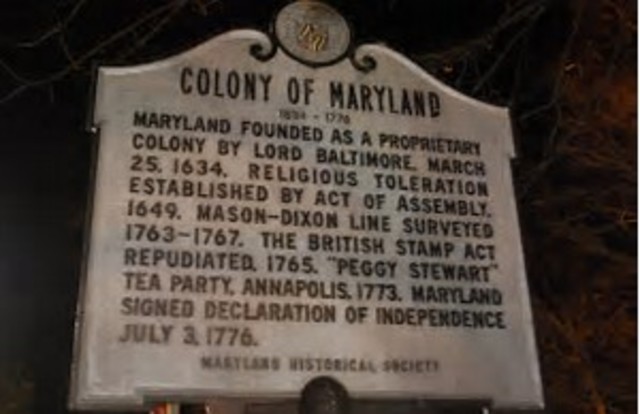 COLONY OF MARYLAND
1634 - 1776
MARYLAND FOUNDED AS A PROPRIETARY
COLONY BY LORD BALTIMORE, MARCH
25, 1634. RELIGIOUS TOLERATION
ESTABLISHED BY ACT OF ASSEMBLY,
1649. MASON-DIXON LINE SURVEYED
1763-1767. THE BRITISH STAMP ACT
REPUDIATED, 1765. "PEGGY STEWART"
TEA PARTY, ANNAPOLIS, 1773. MARYLAND
SIGNED DECLARATION OF INDEPENDENCE
JULY 3, 1776.
MARYLAND HISTORICAL SOCIETY